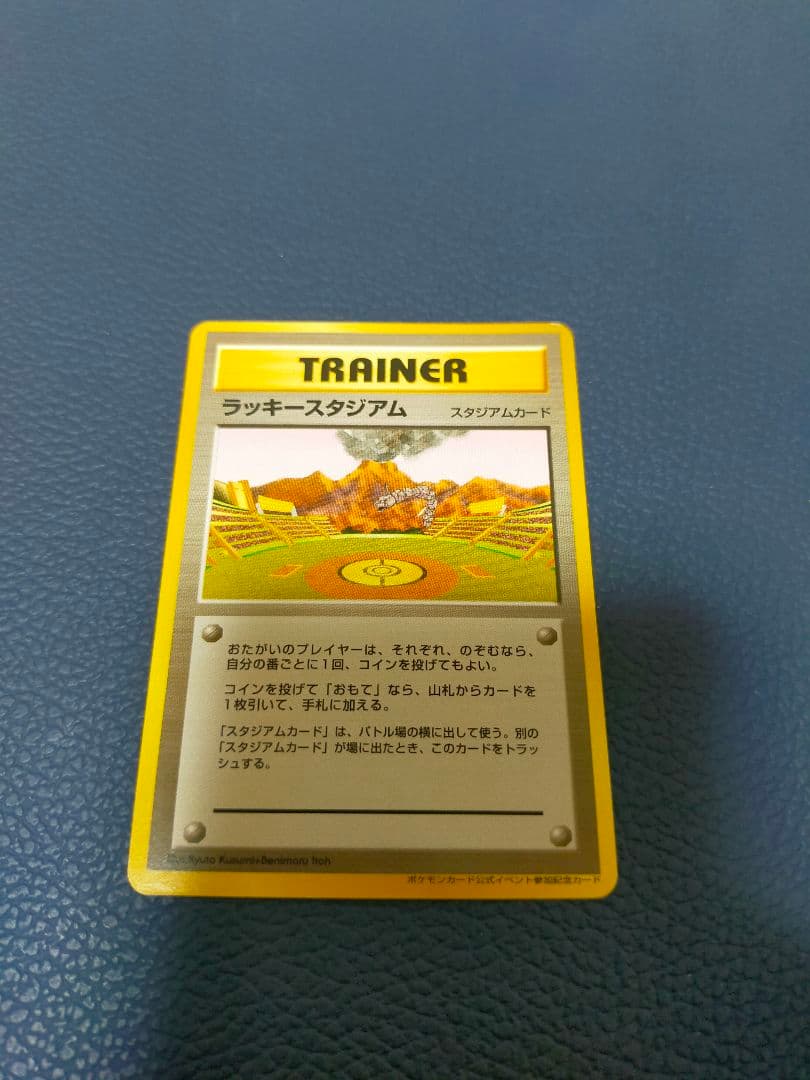 TRAINER
ラッキースタジアム スタジアムカード
おたがいのプレイヤーは、それぞれ、のぞむなら、
自分の番ごとに1回、コインを投げてもよい。
コインを投げて「おもて」なら、山札からカードを
1枚引いて、手札に加える。
「スタジアムカード」は、バトル場の横に出して使う。別の
「スタジアムカード」が場に出たとき、このカードをトラッ
シュする。
Kyuta Kusumi+Benimaru Itoh
ポケモンカード公式イベント参加記念カード